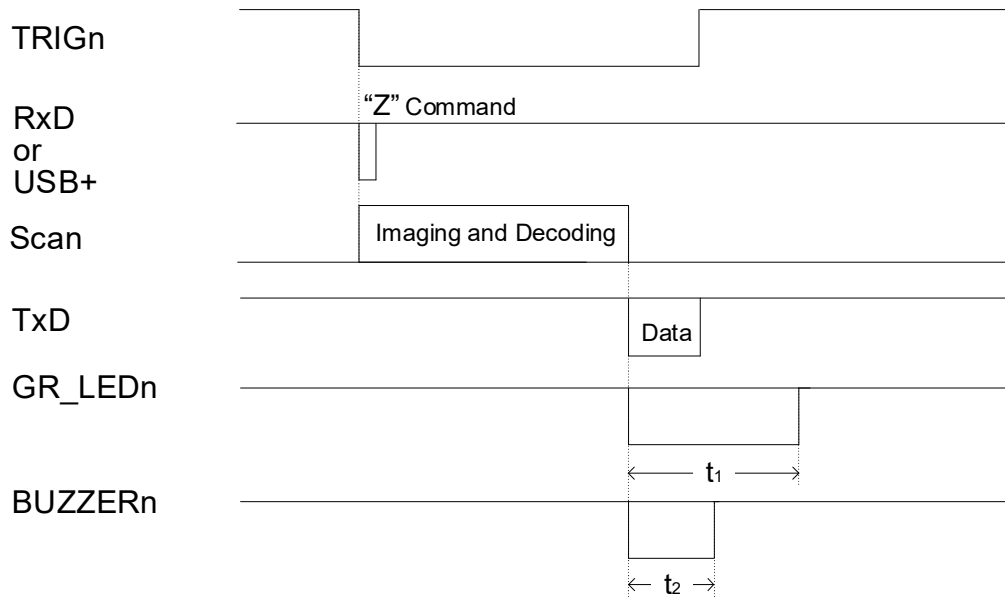 TRIGn
“Z” Command
RxD
or
USB+
Scan
Imaging and Decoding
TxD
Data
GR_LEDn
t₁
BUZZERn
t₂